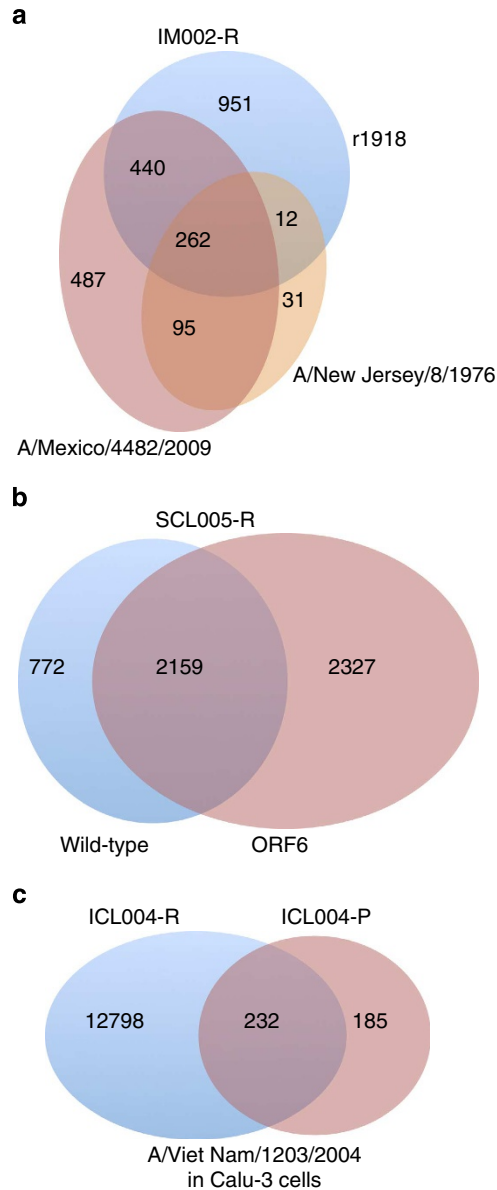 a
IM002-R
951
r1918
440
12
262
487
31
95
A/New Jersey/8/1976
A/Mexico/4482/2009
b
SCL005-R
772
2159
2327
Wild-type
ORF6
c
ICL004-R
ICL004-P
12798
232
185
A/Viet Nam/1203/2004
in Calu-3 cells